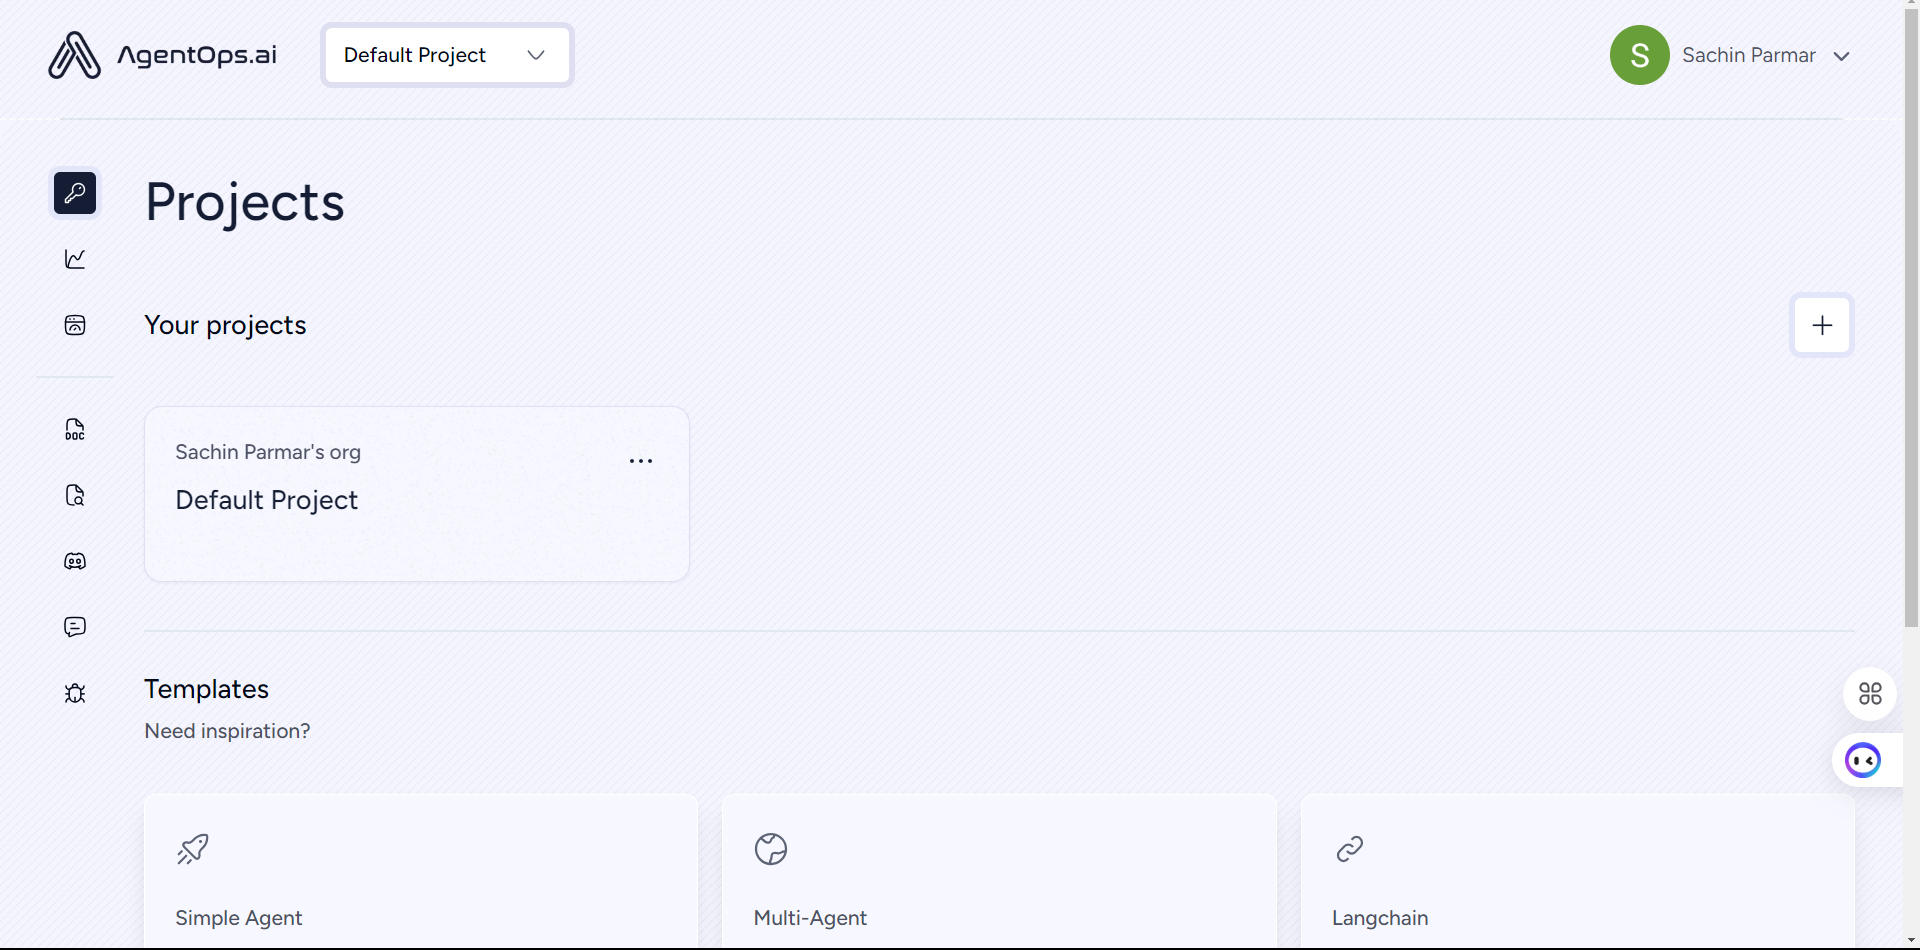 AgentOps.ai
Default Project
S
Sachin Parmar
Projects
Your projects
Sachin Parmar's org
Default Project
DOC
Templates
Need inspiration?
Simple Agent
Multi-Agent
Langchain